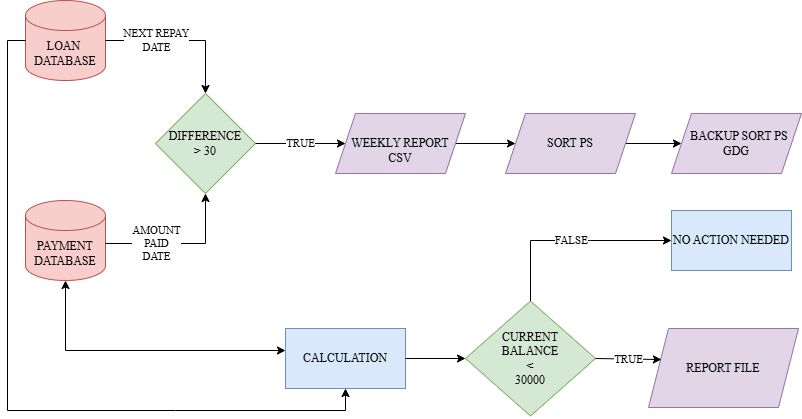 LOAN
DATABASE
NEXT REPAY
DATE
DIFFERENCE
> 30
TRUE
WEEKLY REPORT
CSV
SORT PS
BACKUP SORT PS
GDG
PAYMENT
DATABASE
AMOUNT
PAID
DATE
FALSE
NO ACTION NEEDED
CALCULATION
CURRENT
BALANCE
<
30000
TRUE
REPORT FILE